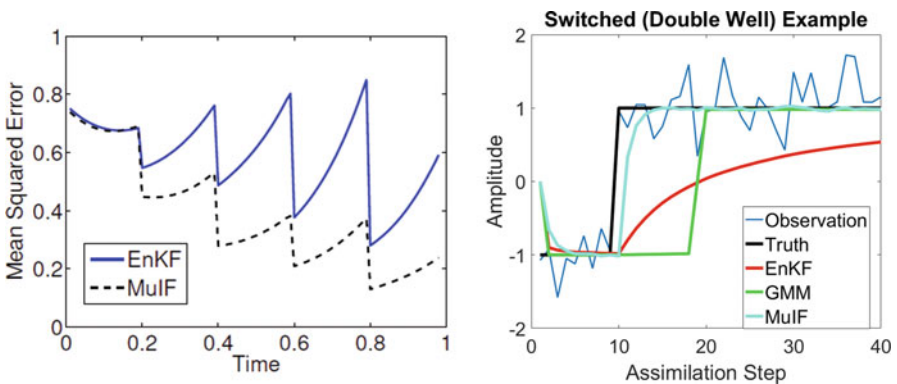 Mean Squared Error
1
0.8
0.6
0.4
0.2
0
0
0.2
0.4
0.6
0.8
1
Time
EnKF
MuIF
Switched (Double Well) Example
Amplitude
2
1
0
-1
-2
0
10
20
30
40
Assimilation Step
Observation
Truth
EnKF
GMM
MuIF